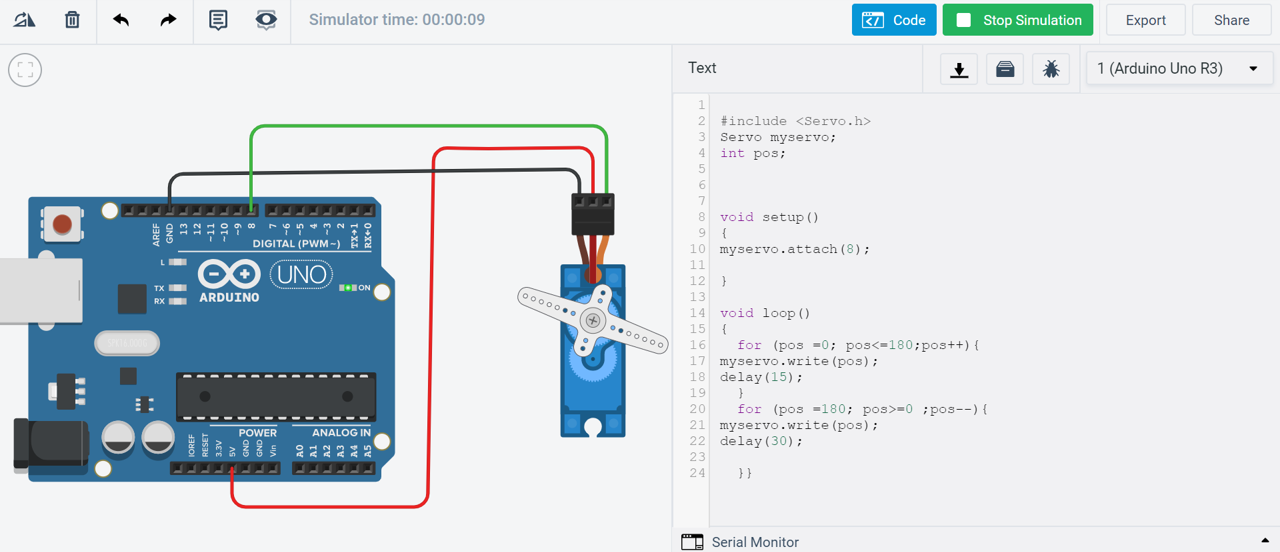 Simulator time: 00:00:09
Code
Stop Simulation
Export
Share
Text
1 (Arduino Uno R3)
1
2 #include <Servo.h>
3 Servo myservo;
4 int pos;
5
6
7
8 void setup()
9 {
10 myservo.attach(8);
11
12 }
13
14 void loop()
15 {
16 for (pos =0; pos<=180;pos++){
17 myservo.write(pos);
18 delay(15);
19 }
20 for (pos =180; pos>=0 ;pos--){
21 myservo.write(pos);
22 delay(30);
23
24 }}
Serial Monitor
AREF
GND
13
12
~11
~10
~9
8
7
~6
~5
4
~3
2
TX→1
RX←0
DIGITAL (PWM~)
L
TX
RX
ARDUINO
UNO
ON
POWER
ANALOG IN
IOREF
RESET
3.3V
5V
GND
GND
Vin
A0
A1
A2
A3
A4
A5